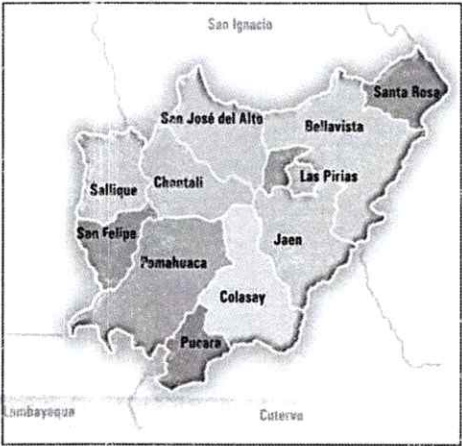 San Ignacio
Santa Rosa
San José del Alto
Bellavista
Las Pirias
Chontali
Sallique
San Felipe
Jaen
Pomahuaca
Colasay
Pucara
Lambayeque
Cutervo